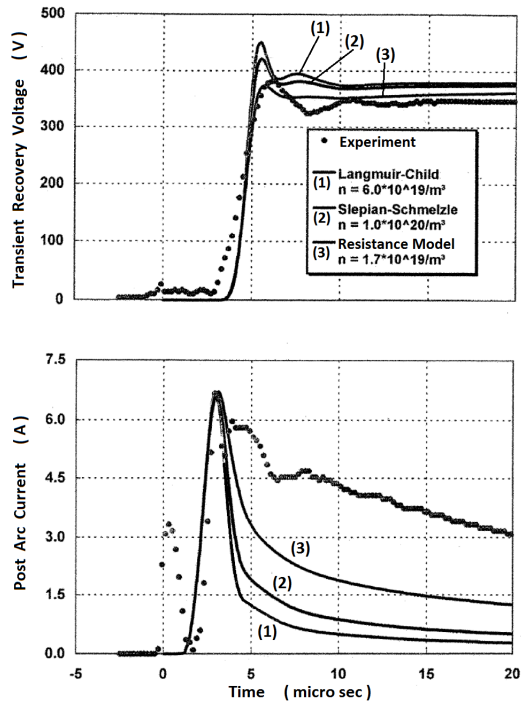 500
400
300
200
100
0
Transient Recovery Voltage (V)
(1)
(2)
(3)
Experiment
Langmuir-Child
(1) n = 6.0*10^19/m³
Slepian-Schmelzle
(2) n = 1.0*10^20/m³
Resistance Model
(3) n = 1.7*10^19/m³
7.5
6.0
4.5
3.0
1.5
0.0
Post Arc Current (A)
(3)
(2)
(1)
-5 0 5 10 15 20
Time (micro sec)